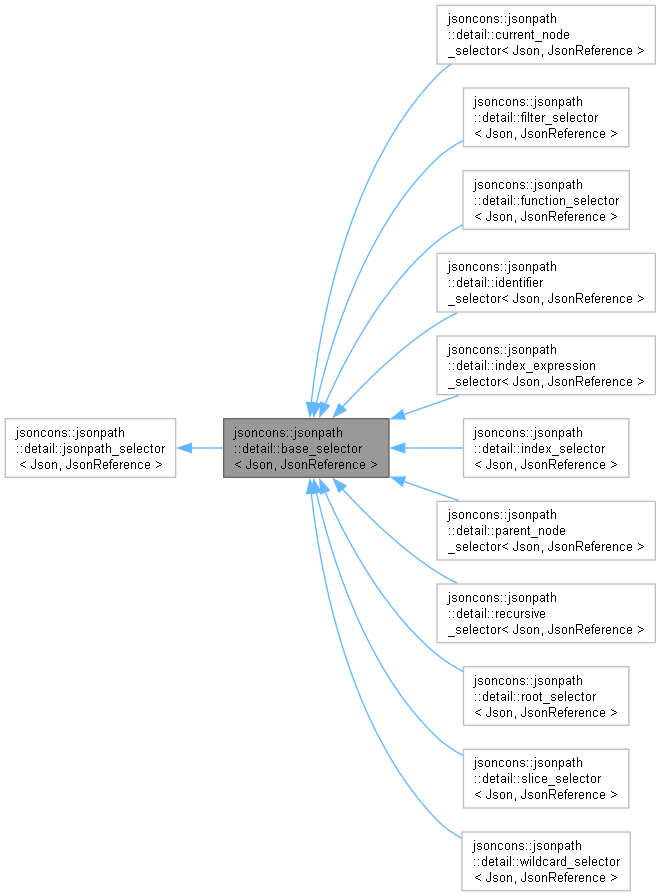 jsoncons::jsonpath
::detail::current_node
_selector< Json, JsonReference >
jsoncons::jsonpath
::detail::filter_selector
< Json, JsonReference >
jsoncons::jsonpath
::detail::function_selector
< Json, JsonReference >
jsoncons::jsonpath
::detail::identifier
_selector< Json, JsonReference >
jsoncons::jsonpath
::detail::index_expression
_selector< Json, JsonReference >
jsoncons::jsonpath
::detail::jsonpath_selector
< Json, JsonReference >
jsoncons::jsonpath
::detail::base_selector
< Json, JsonReference >
jsoncons::jsonpath
::detail::index_selector
< Json, JsonReference >
jsoncons::jsonpath
::detail::parent_node
_selector< Json, JsonReference >
jsoncons::jsonpath
::detail::recursive
_selector< Json, JsonReference >
jsoncons::jsonpath
::detail::root_selector
< Json, JsonReference >
jsoncons::jsonpath
::detail::slice_selector
< Json, JsonReference >
jsoncons::jsonpath
::detail::wildcard_selector
< Json, JsonReference >